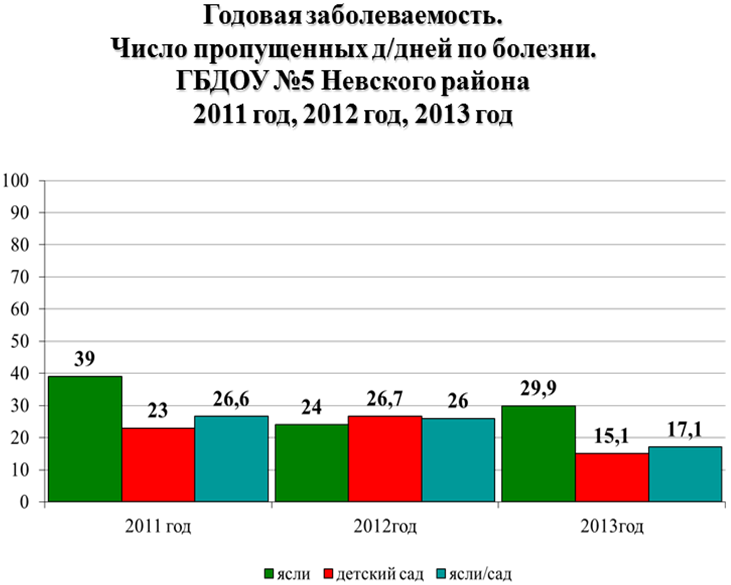 Годовая заболеваемость.
Число пропущенных д/дней по болезни.
ГБДОУ №5 Невского района
2011 год, 2012 год, 2013/год
100
90
80
70
60
50
40
30
20
10
0
39
23
26,6
24
26,7
26
29,9
15,1
17,1
2011 год
2012год
2013год
ясли
детский сад
ясли/сад